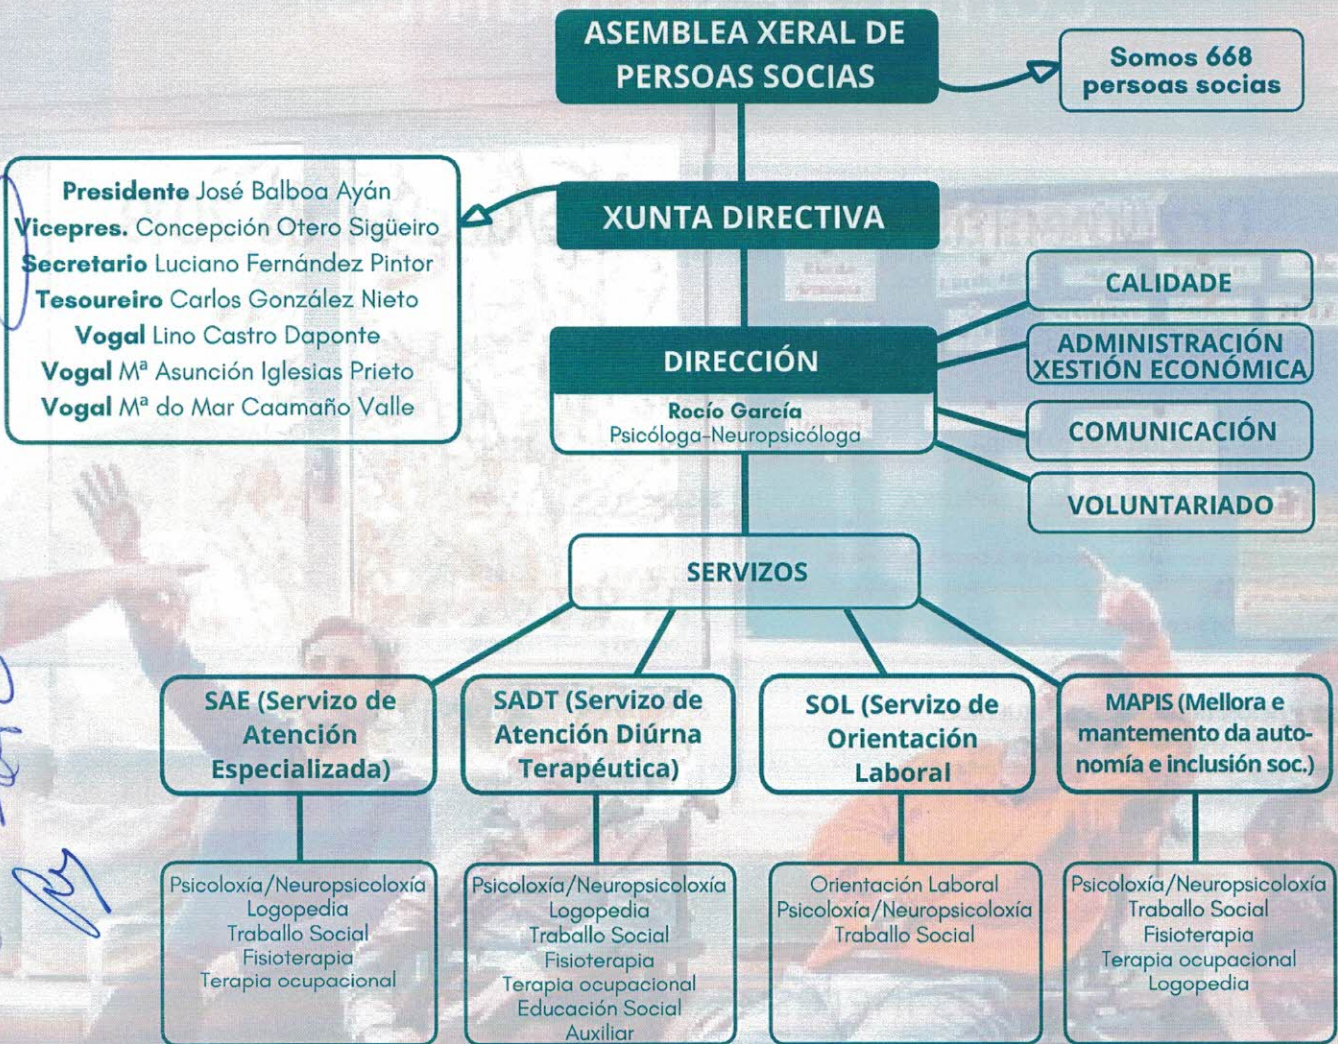 ASEMBLEA XERAL DE
PERSOAS SOCIAS
Somos 668
persoas socias
Presidente José Balboa Ayán
Vicepres. Concepción Otero Sigüeiro
Secretario Luciano Fernández Pintor
Tesoureiro Carlos González Nieto
Vogal Lino Castro Daponte
Vogal Mª Asunción Iglesias Prieto
Vogal Mª do Mar Caamaño Valle
XUNTA DIRECTIVA
DIRECCIÓN
Rocío García
Psicóloga-Neuropsicóloga
CALIDADE
ADMINISTRACIÓN
XESTIÓN ECONÓMICA
COMUNICACIÓN
VOLUNTARIADO
SERVIZOS
SAE (Servizo de
Atención
Especializada)
SADT (Servizo de
Atención Diúrna
Terapéutica)
SOL (Servizo de
Orientación
Laboral
MAPIS (Mellora e
mantemento da auto-
nomía e inclusión soc.)
Psicoloxía/Neuropsicoloxía
Logopedia
Traballo Social
Fisioterapia
Terapia ocupacional
Psicoloxía/Neuropsicoloxía
Logopedia
Traballo Social
Fisioterapia
Terapia ocupacional
Educación Social
Auxiliar
Orientación Laboral
Psicoloxía/Neuropsicoloxía
Traballo Social
Psicoloxía/Neuropsicoloxía
Traballo Social
Fisioterapia
Terapia ocupacional
Logopedia